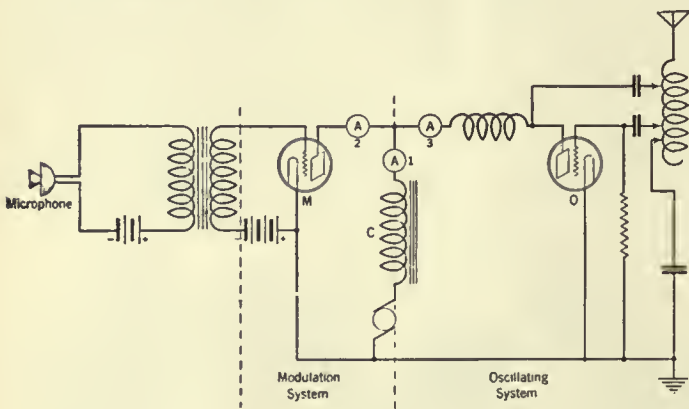 Microphone
- +
- +
M
A
2
A
3
A 1
C
O
Modulation
System
Oscillating
System